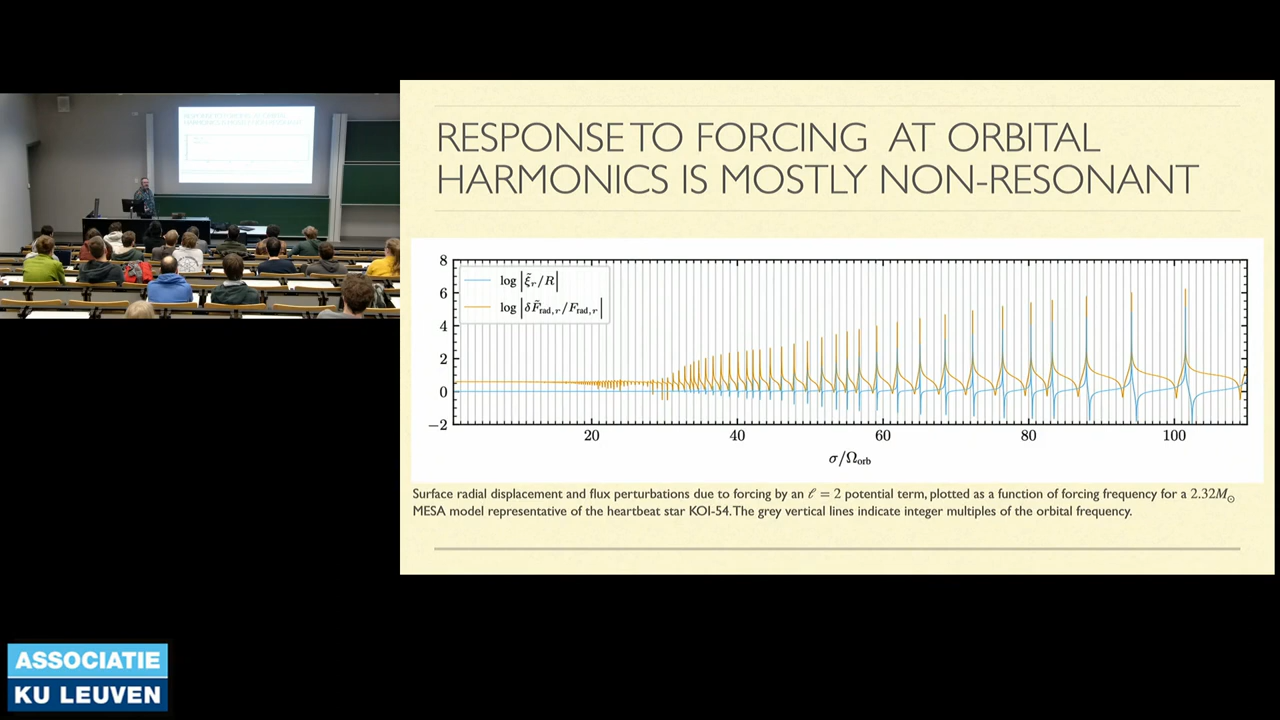 RESPONSE TO FORCING AT ORBITAL
HARMONICS IS MOSTLY NON-RESONANT
8
6
4
2
0
−2
log |ξ̃r/R|
log |δF̃rad,r/Frad,r|
20 40 60 80 100
σ/Ωorb
Surface radial displacement and flux perturbations due to forcing by an ℓ = 2 potential term, plotted as a function of forcing frequency for a 2.32M⊙
MESA model representative of the heartbeat star KOI-54. The grey vertical lines indicate integer multiples of the orbital frequency.
ASSOCIATIE
KU LEUVEN